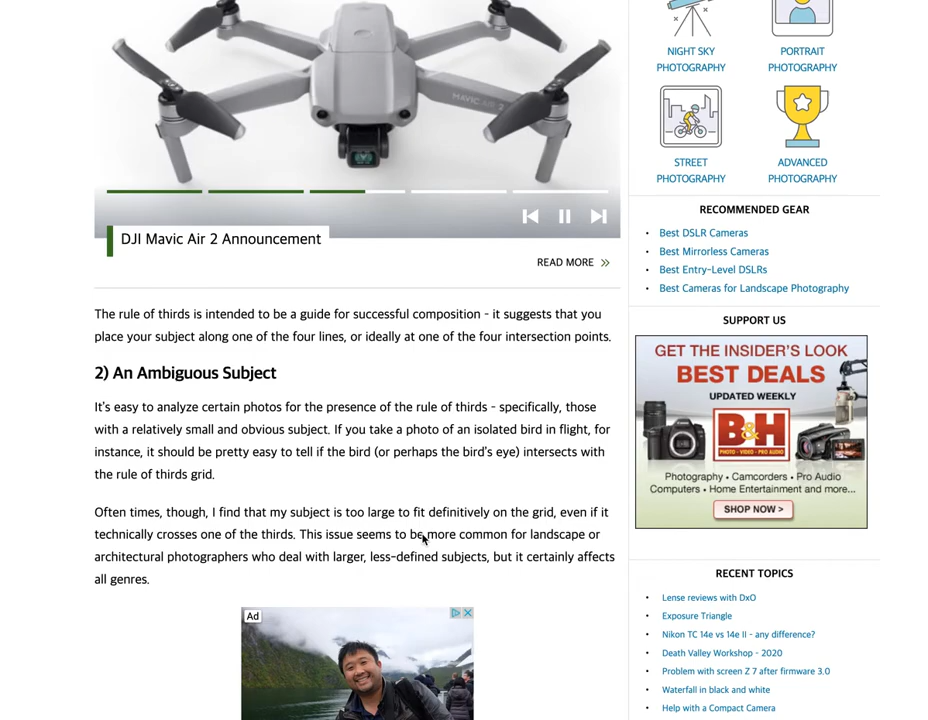 MAVIC AIR 2
DJI Mavic Air 2 Announcement
READ MORE »
The rule of thirds is intended to be a guide for successful composition – it suggests that you
place your subject along one of the four lines, or ideally at one of the four intersection points.
2) An Ambiguous Subject
It's easy to analyze certain photos for the presence of the rule of thirds – specifically, those
with a relatively small and obvious subject. If you take a photo of an isolated bird in flight, for
instance, it should be pretty easy to tell if the bird (or perhaps the bird's eye) intersects with
the rule of thirds grid.
Often times, though, I find that my subject is too large to fit definitively on the grid, even if it
technically crosses one of the thirds. This issue seems to be more common for landscape or
architectural photographers who deal with larger, less-defined subjects, but it certainly affects
all genres.
Ad
NIGHT SKY
PHOTOGRAPHY
PORTRAIT
PHOTOGRAPHY
STREET
PHOTOGRAPHY
ADVANCED
PHOTOGRAPHY
RECOMMENDED GEAR
• Best DSLR Cameras
• Best Mirrorless Cameras
• Best Entry-Level DSLRs
• Best Cameras for Landscape Photography
SUPPORT US
GET THE INSIDER'S LOOK
BEST DEALS
UPDATED WEEKLY
B&H
PHOTO - VIDEO - PRO AUDIO
Photography • Camcorders • Pro Audio
Computers • Home Entertainment and more...
SHOP NOW >
RECENT TOPICS
• Lense reviews with DxO
• Exposure Triangle
• Nikon TC 14e vs 14e II - any difference?
• Death Valley Workshop - 2020
• Problem with screen Z 7 after firmware 3.0
• Waterfall in black and white
• Help with a Compact Camera